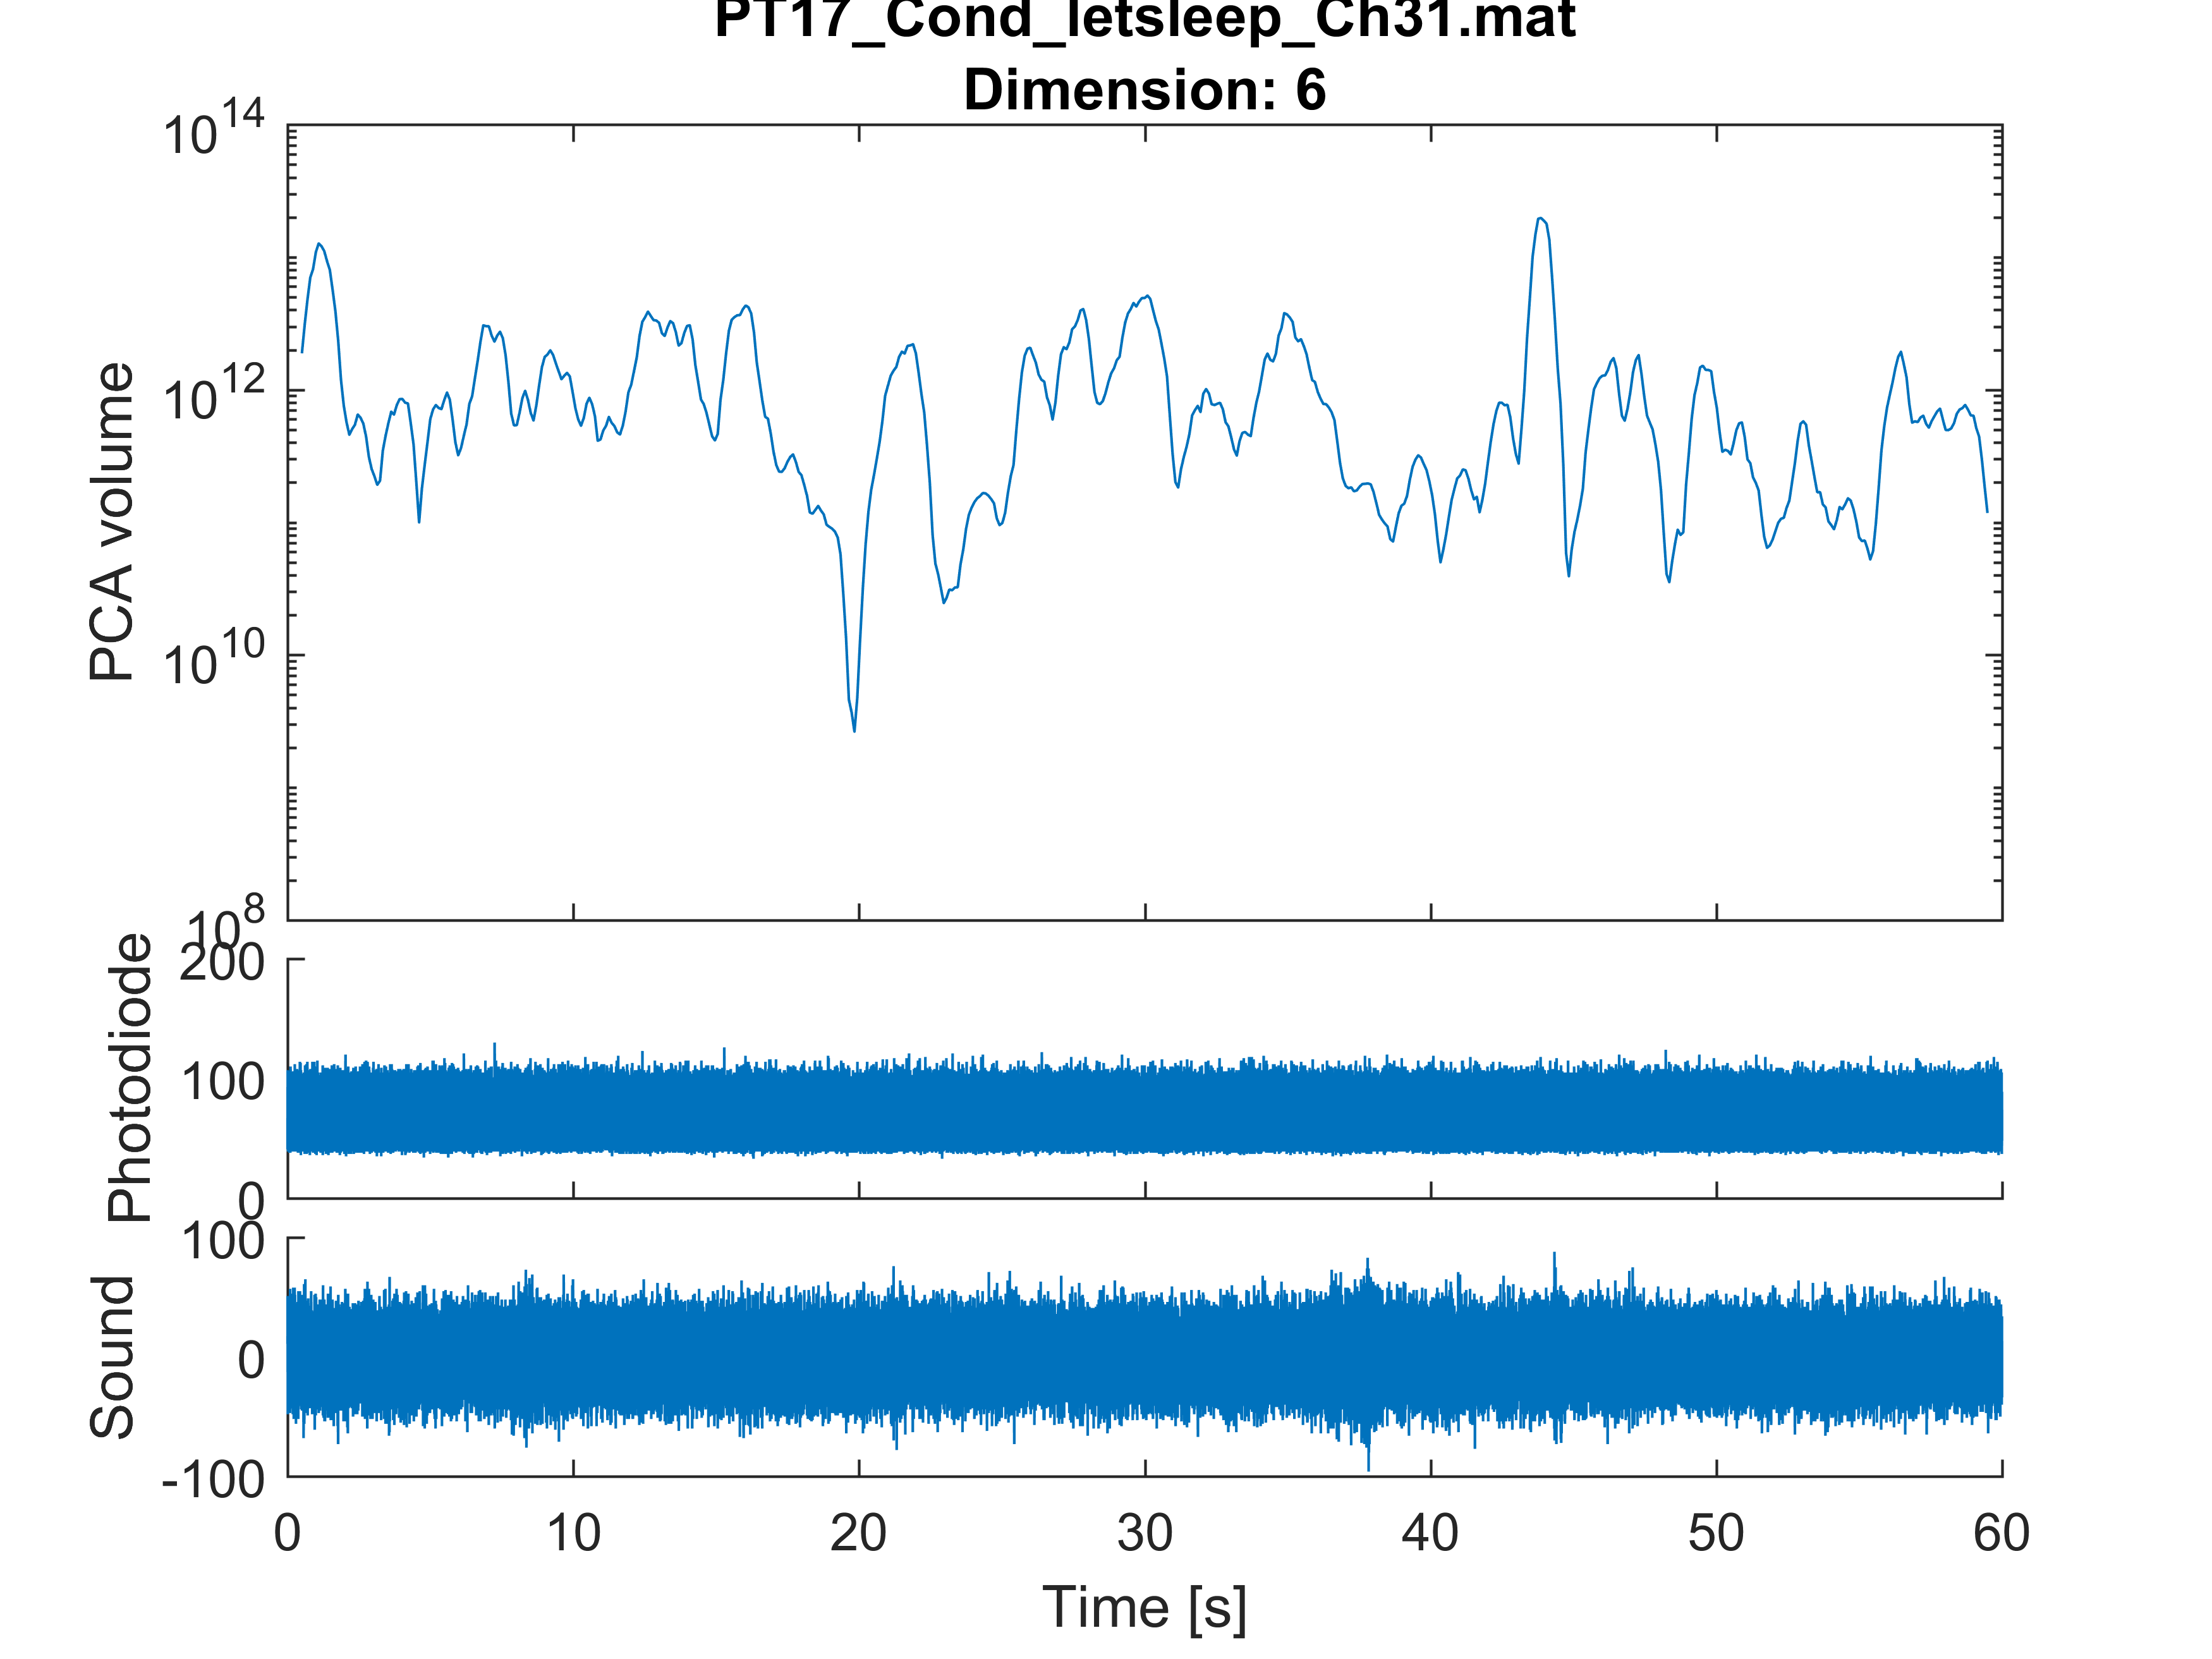 PT17_Cond_letsleep_Ch31.mat
Dimension: 6
10^14
10^12
10^10
10^8
PCA volume
200
100
0
Photodiode
100
0
-100
Sound
0 10 20 30 40 50 60
Time [s]